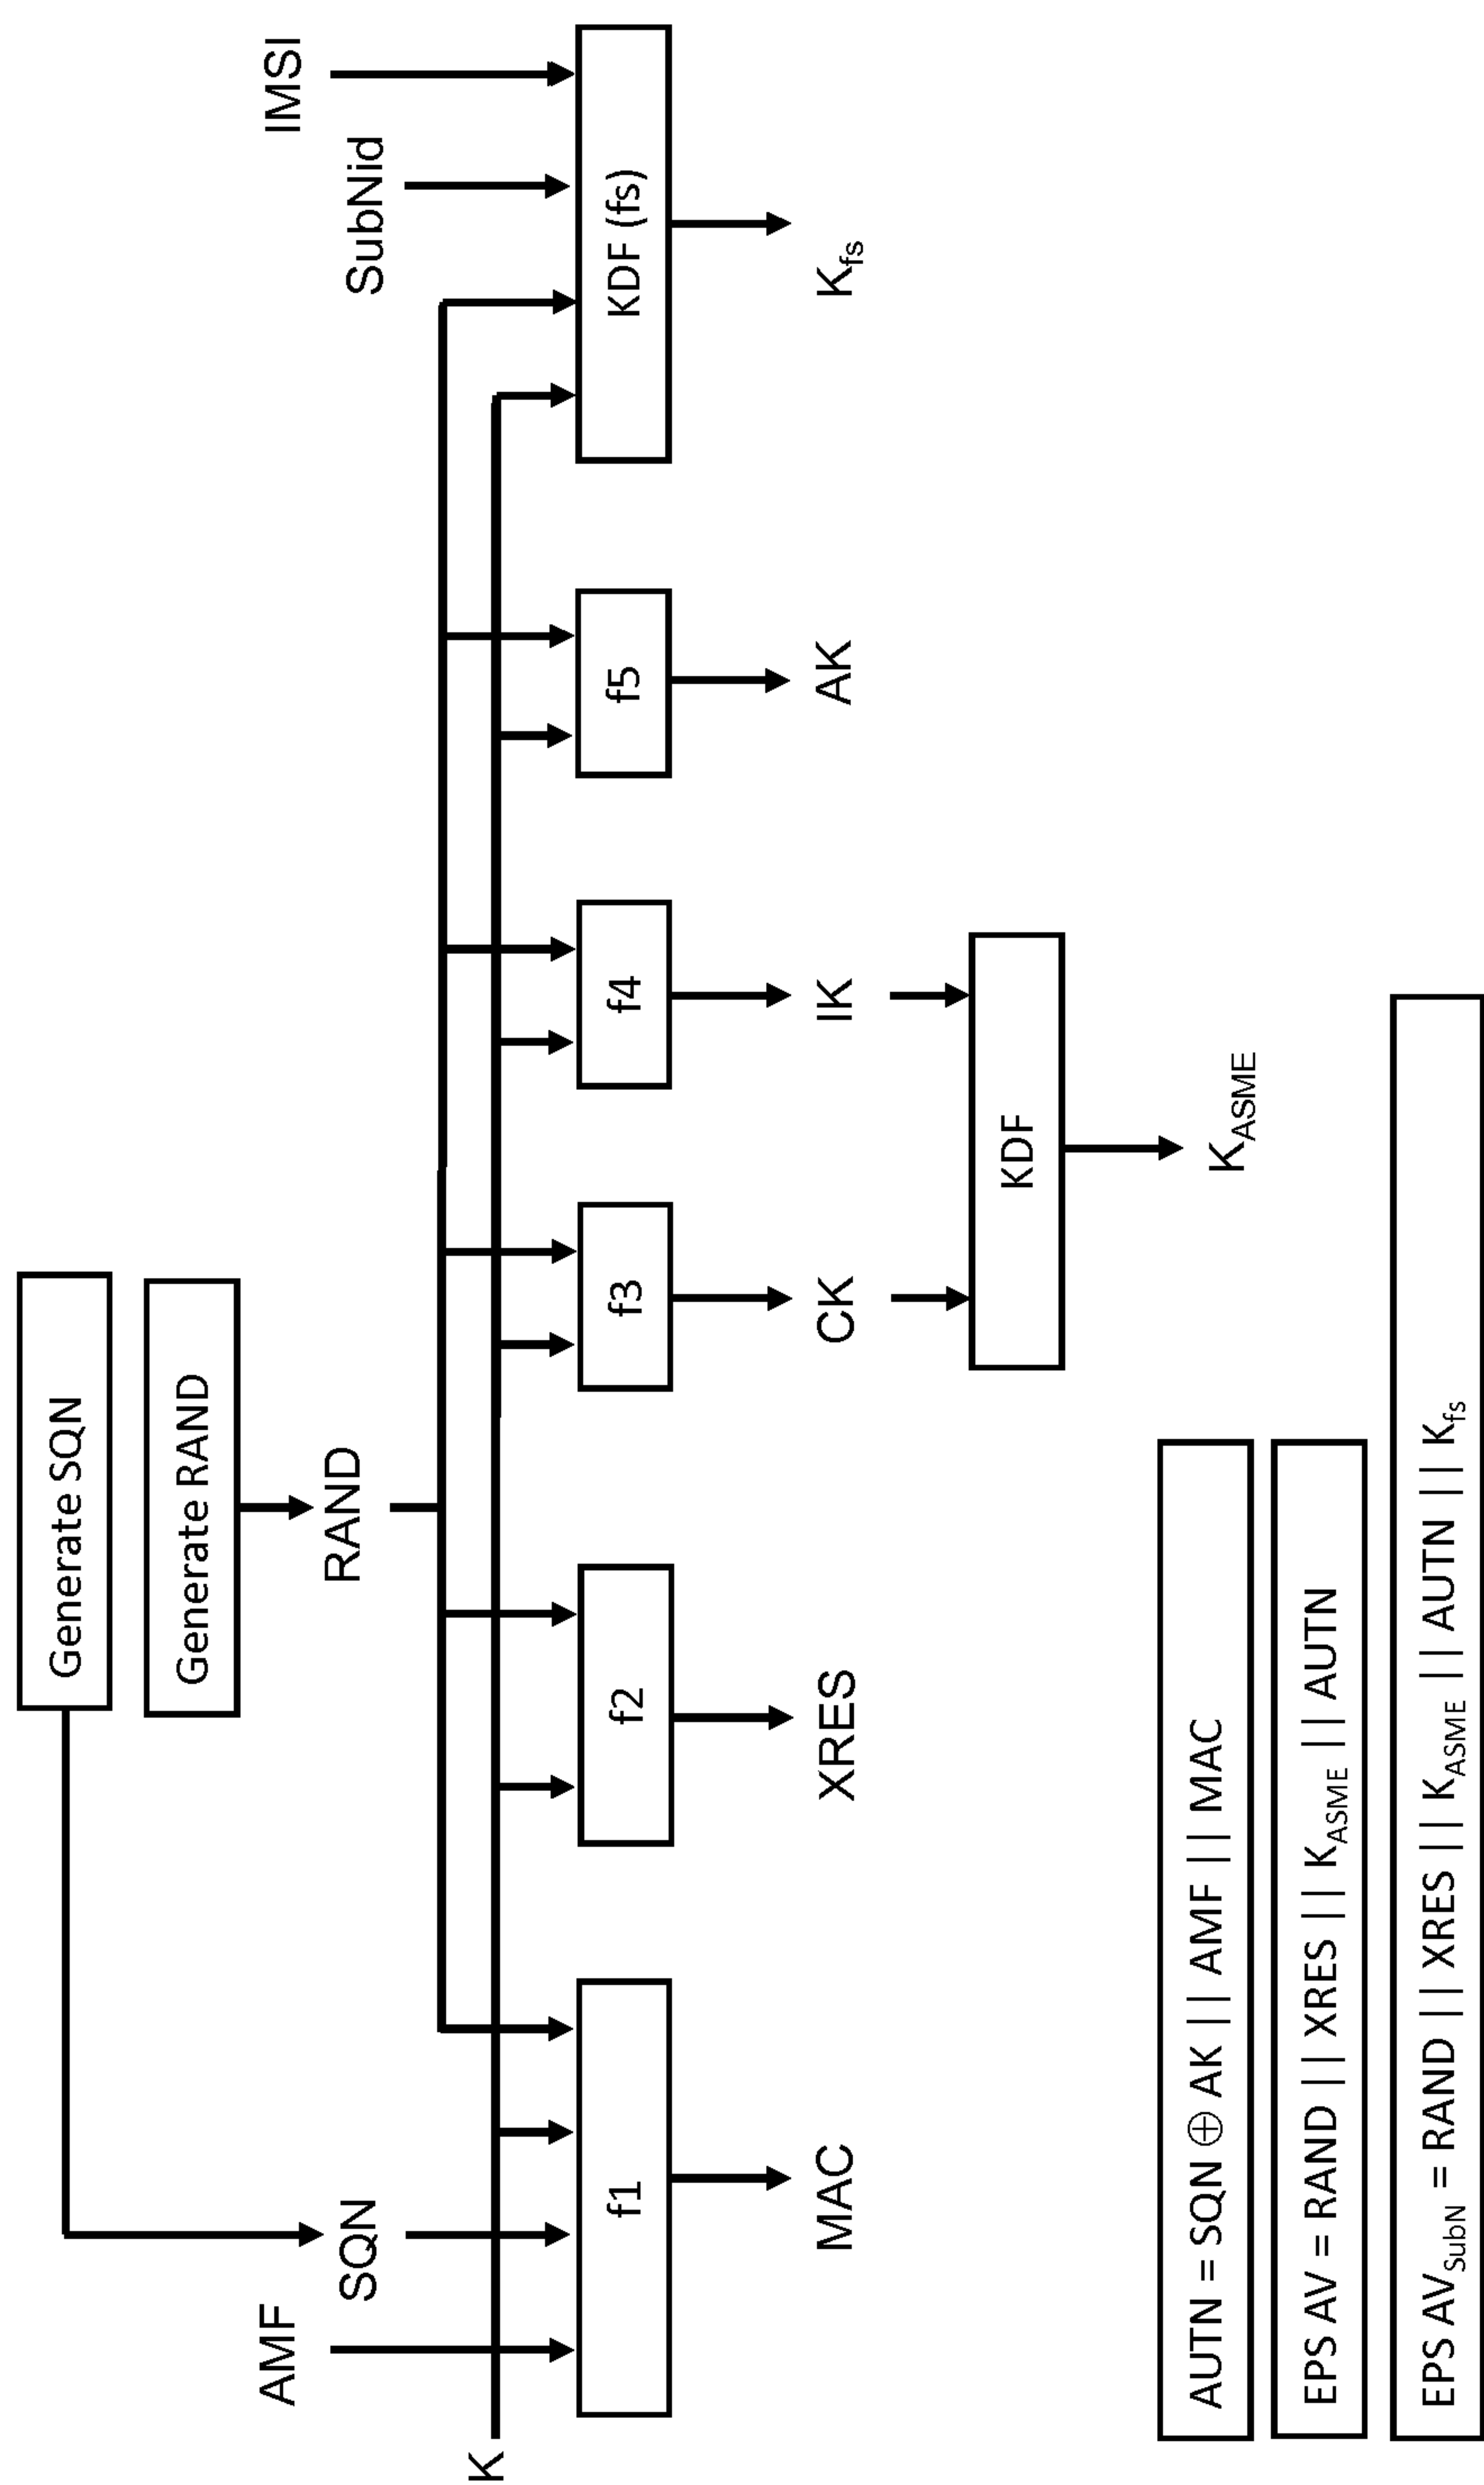 Generate SQN
Generate RAND
AMF
SQN
RAND
SubNid
IMSI
K
f1
f2
f3
f4
f5
KDF (fs)
MAC
XRES
CK
IK
AK
Kfs
KDF
KASME
AUTN = SQN ⊕ AK || AMF || MAC
EPS AV = RAND || XRES || KASME || AUTN
EPS AVSubN = RAND || XRES || KASME || AUTN || Kfs